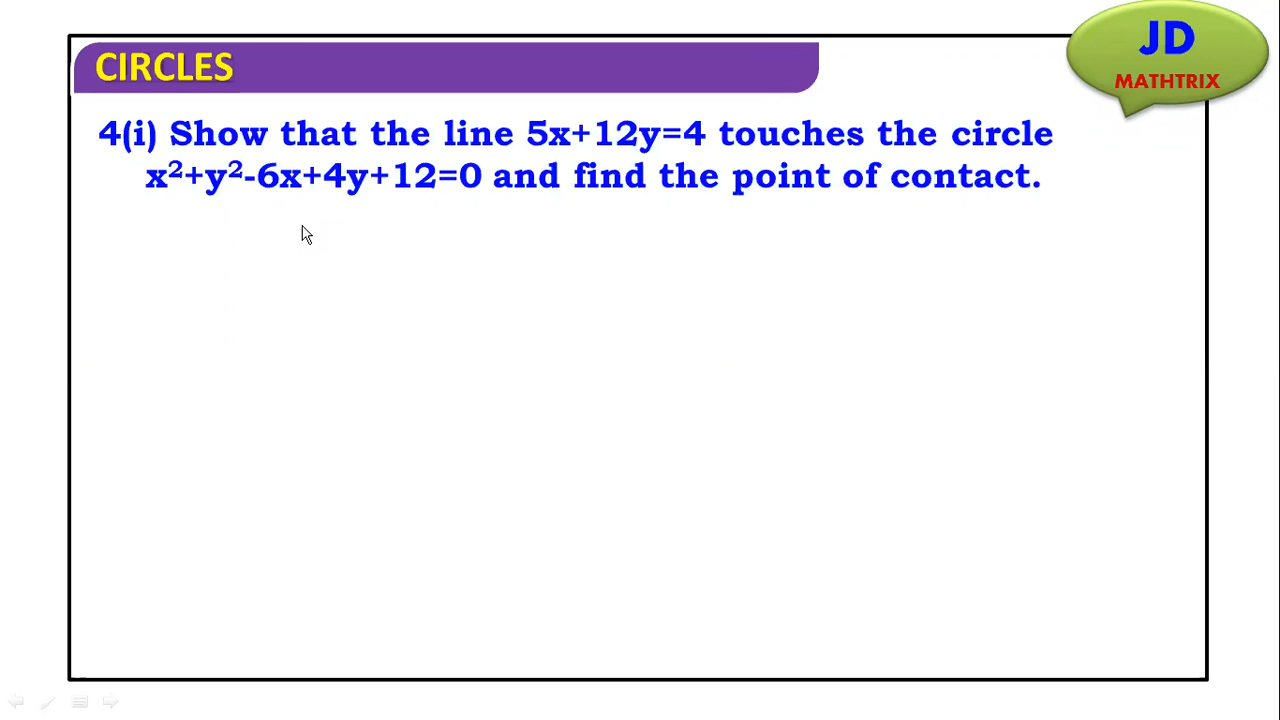 CIRCLES
JD
MATHTRIX
4(i) Show that the line 5x+12y=4 touches the circle
x²+y²-6x+4y+12=0 and find the point of contact.